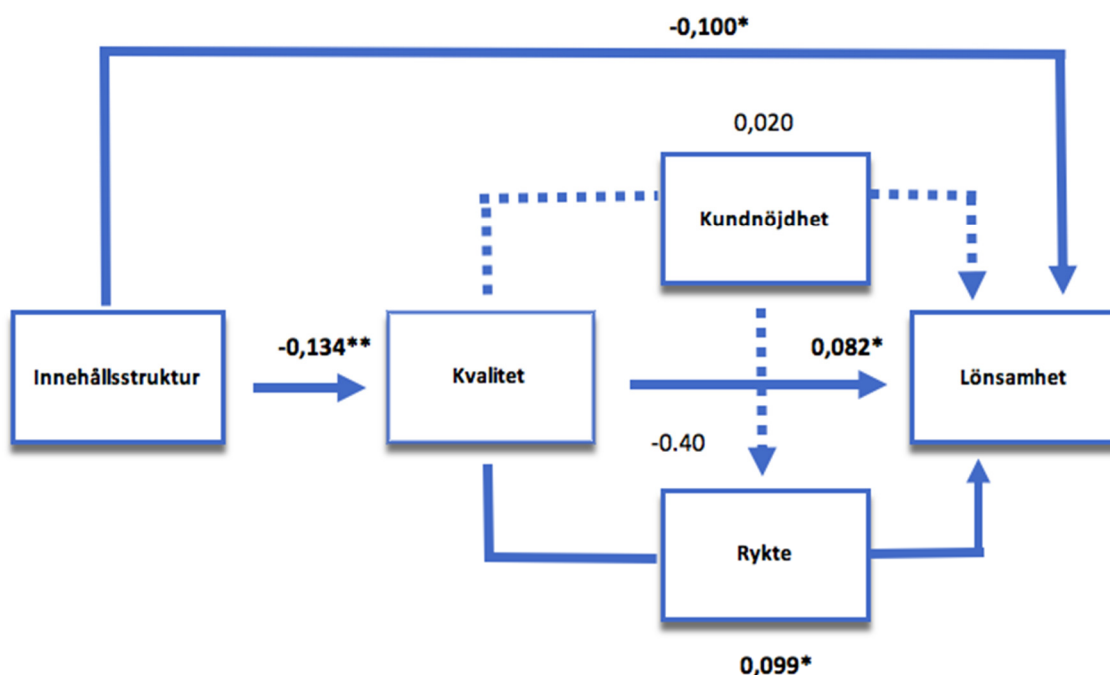 -0,100*
0,020
Kundnöjdhet
Innehållsstruktur
-0,134**
Kvalitet
0,082*
Lönsamhet
-0.40
Rykte
0,099*